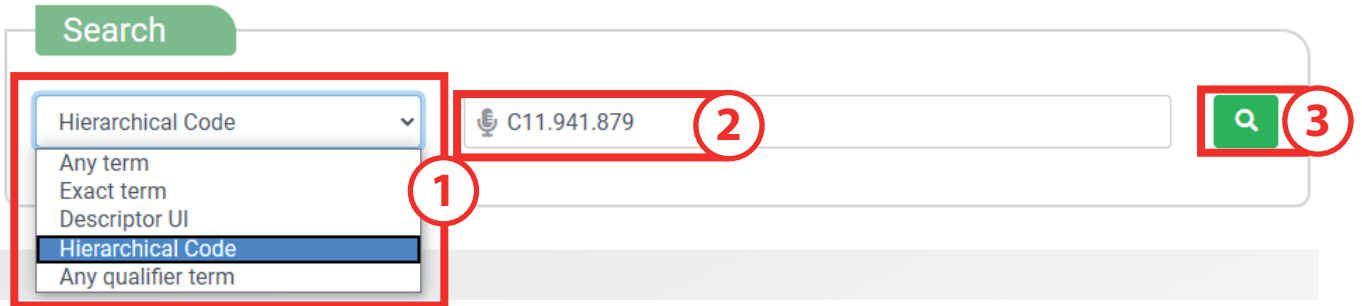 Search
Hierarchical Code
C11.941.879
2
3
Any term
Exact term
1
Descriptor UI
Hierarchical Code
Any qualifier term